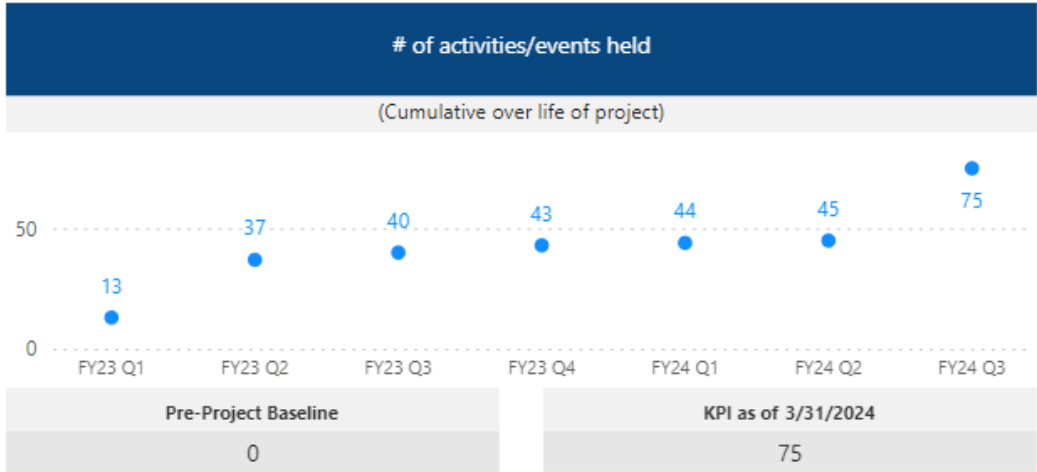 # of activities/events held
(Cumulative over life of project)
75
50
37
40
43
44
45
13
0
FY23 Q1 FY23 Q2 FY23 Q3 FY23 Q4 FY24 Q1 FY24 Q2 FY24 Q3
Pre-Project Baseline KPI as of 3/31/2024
0 75